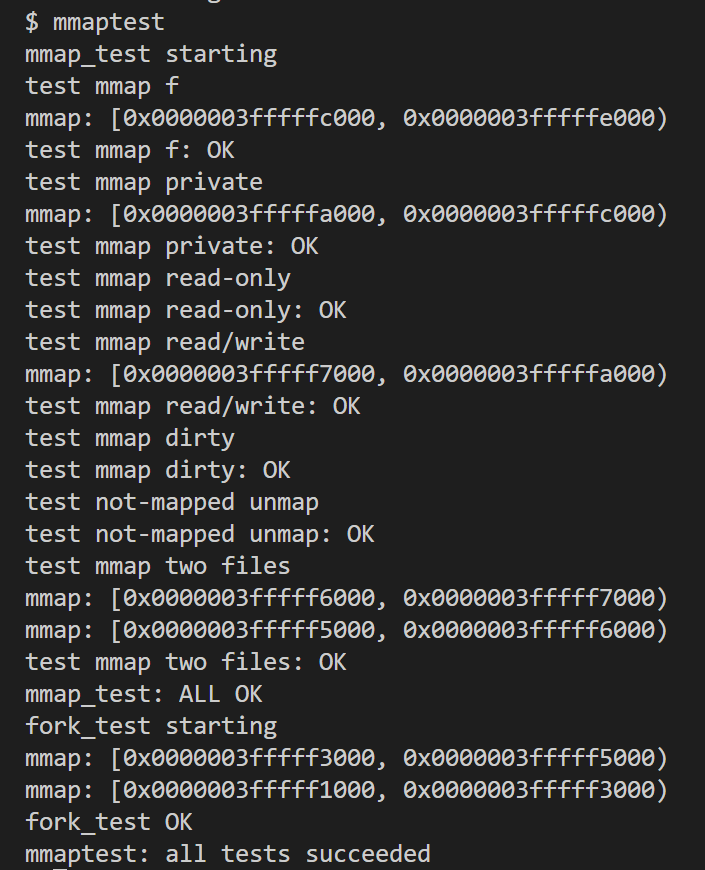 $ mmaptest
mmap_test starting
test mmap f
mmap: [0x0000003fffffc000, 0x0000003fffffe000)
test mmap f: OK
test mmap private
mmap: [0x0000003fffffa000, 0x0000003fffffc000)
test mmap private: OK
test mmap read-only
test mmap read-only: OK
test mmap read/write
mmap: [0x0000003fffff7000, 0x0000003fffffa000)
test mmap read/write: OK
test mmap dirty
test mmap dirty: OK
test not-mapped unmap
test not-mapped unmap: OK
test mmap two files
mmap: [0x0000003fffff6000, 0x0000003fffff7000)
mmap: [0x0000003fffff5000, 0x0000003fffff6000)
test mmap two files: OK
mmap_test: ALL OK
fork_test starting
mmap: [0x0000003fffff3000, 0x0000003fffff5000)
mmap: [0x0000003fffff1000, 0x0000003fffff3000)
fork_test OK
mmaptest: all tests succeeded